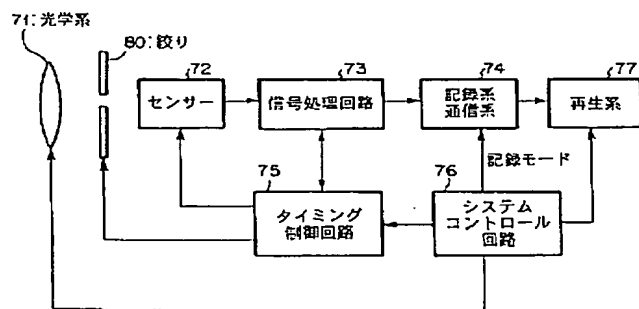 71:光学系
80:絞り
72
73
74
77
センサー
信号処理回路
記録系
通信系
再生系
記録モード
75
76
タイミング
制御回路
システム
コントロール
回路